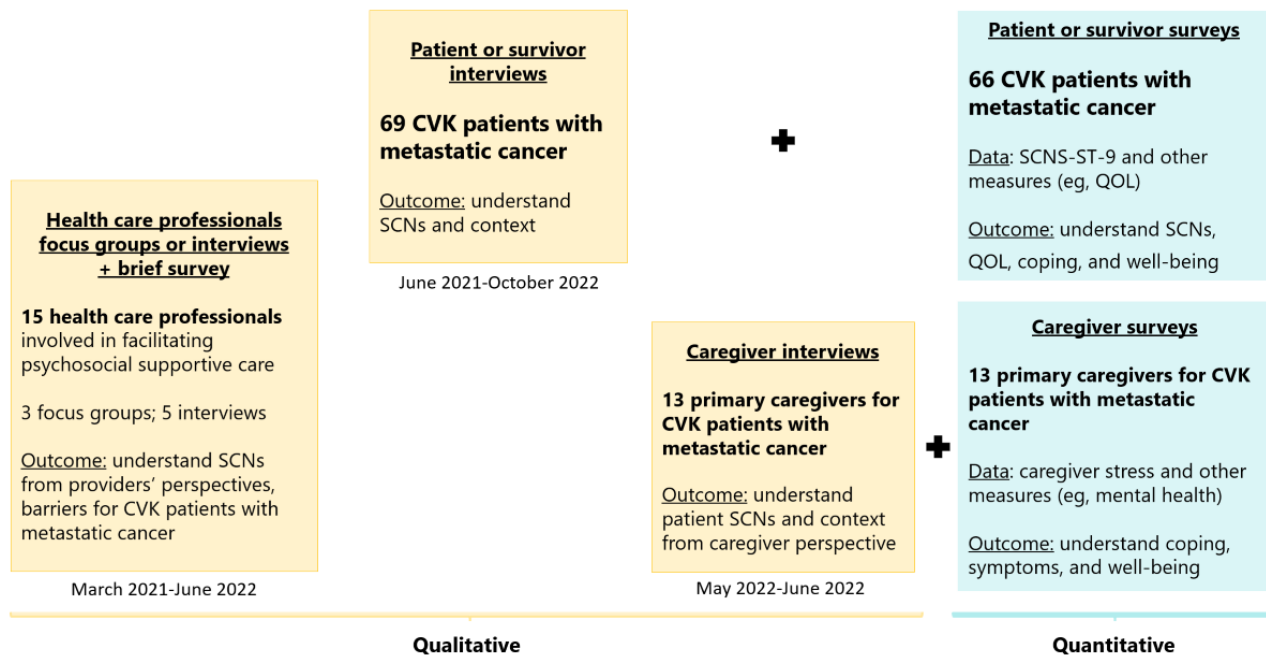 Health care professionals
focus groups or interviews
+ brief survey
15 health care professionals
involved in facilitating
psychosocial supportive care
3 focus groups; 5 interviews
Outcome: understand SCNs
from providers' perspectives,
barriers for CVK patients with
metastatic cancer
March 2021-June 2022
Patient or survivor
interviews
69 CVK patients with
metastatic cancer
Outcome: understand
SCNs and context
June 2021-October 2022
+
Patient or survivor surveys
66 CVK patients with
metastatic cancer
Data: SCNS-ST-9 and other
measures (eg, QOL)
Outcome: understand SCNs,
QOL, coping, and well-being
Caregiver interviews
13 primary caregivers for
CVK patients with
metastatic cancer
Outcome: understand
patient SCNs and context
from caregiver perspective
May 2022-June 2022
+
Caregiver surveys
13 primary caregivers for CVK
patients with metastatic
cancer
Data: caregiver stress and other
measures (eg, mental health)
Outcome: understand coping,
symptoms, and well-being
Qualitative
Quantitative